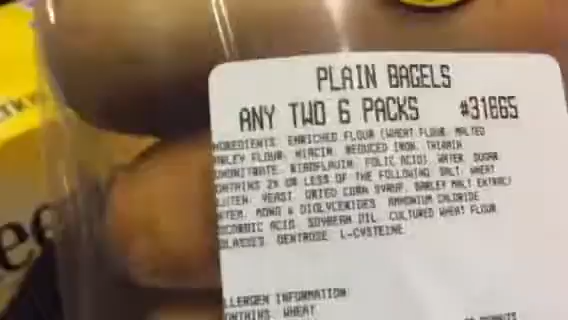 PLAIN BAGELS
ANY TWO 6 PACKS #31665
INGREDIENTS: ENRICHED FLOUR (WHEAT FLOUR, MALTED
BARLEY FLOUR, NIACIN, REDUCED IRON, THIAMIN
MONONITRATE, RIBOFLAVIN, FOLIC ACID), WATER, SUGAR
CONTAINS 2% OR LESS OF THE FOLLOWING: SALT, WHEAT
GLUTEN, YEAST, DRIED CORN SYRUP, BARLEY MALT EXTRACT
MONO & DIGLYCERIDES, AMMONIUM CHLORIDE
ASCORBIC ACID, SOYBEAN OIL, CULTURED WHEAT FLOUR
DEXTROSE, L-CYSTEINE
ALLERGEN INFORMATION
CONTAINS: WHEAT
ee